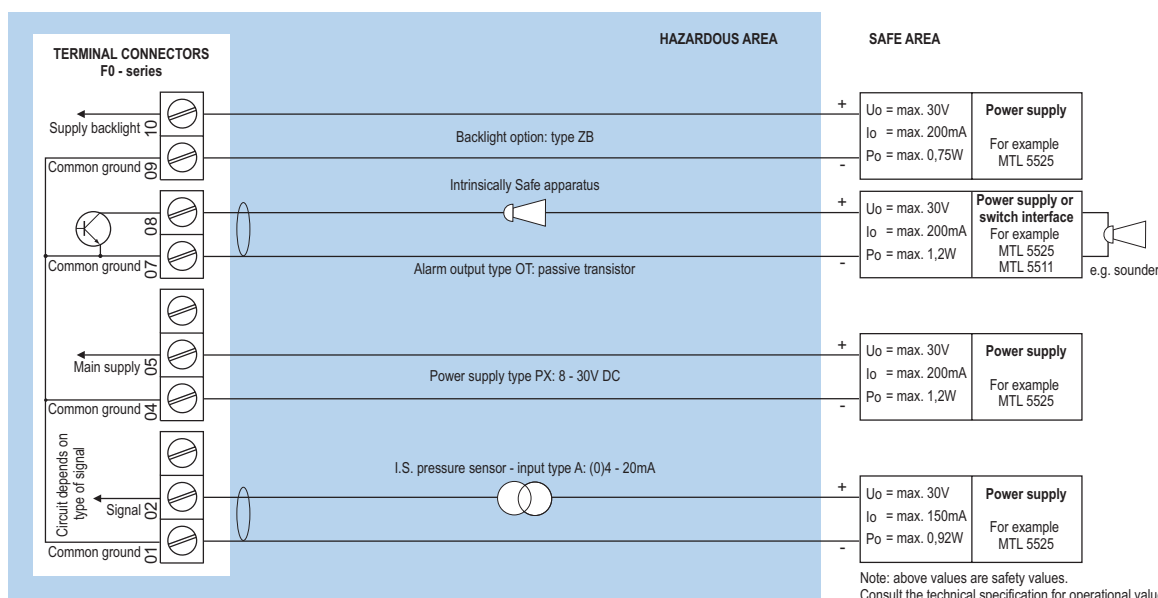 HAZARDOUS AREA
SAFE AREA
TERMINAL CONNECTORS
F0 - series
Supply backlight
10
Common ground
09
Backlight option: type ZB
+
-
Uo = max. 30V
Io = max. 200mA
Po = max. 0,75W
Power supply
For example
MTL 5525
08
Common ground
07
Intrinsically Safe apparatus
Alarm output type OT: passive transistor
+
-
Uo = max. 30V
Io = max. 200mA
Po = max. 1,2W
Power supply or
switch interface
For example
MTL 5525
MTL 5511
e.g. sounder
Main supply
05
Common ground
04
Power supply type PX: 8 - 30V DC
+
-
Uo = max. 30V
Io = max. 200mA
Po = max. 1,2W
Power supply
For example
MTL 5525
Circuit depends on
type of signal
Signal
02
Common ground
01
I.S. pressure sensor - input type A: (0)4 - 20mA
+
-
Uo = max. 30V
Io = max. 150mA
Po = max. 0,92W
Power supply
For example
MTL 5525
Note: above values are safety values.
Consult the technical specification for operational